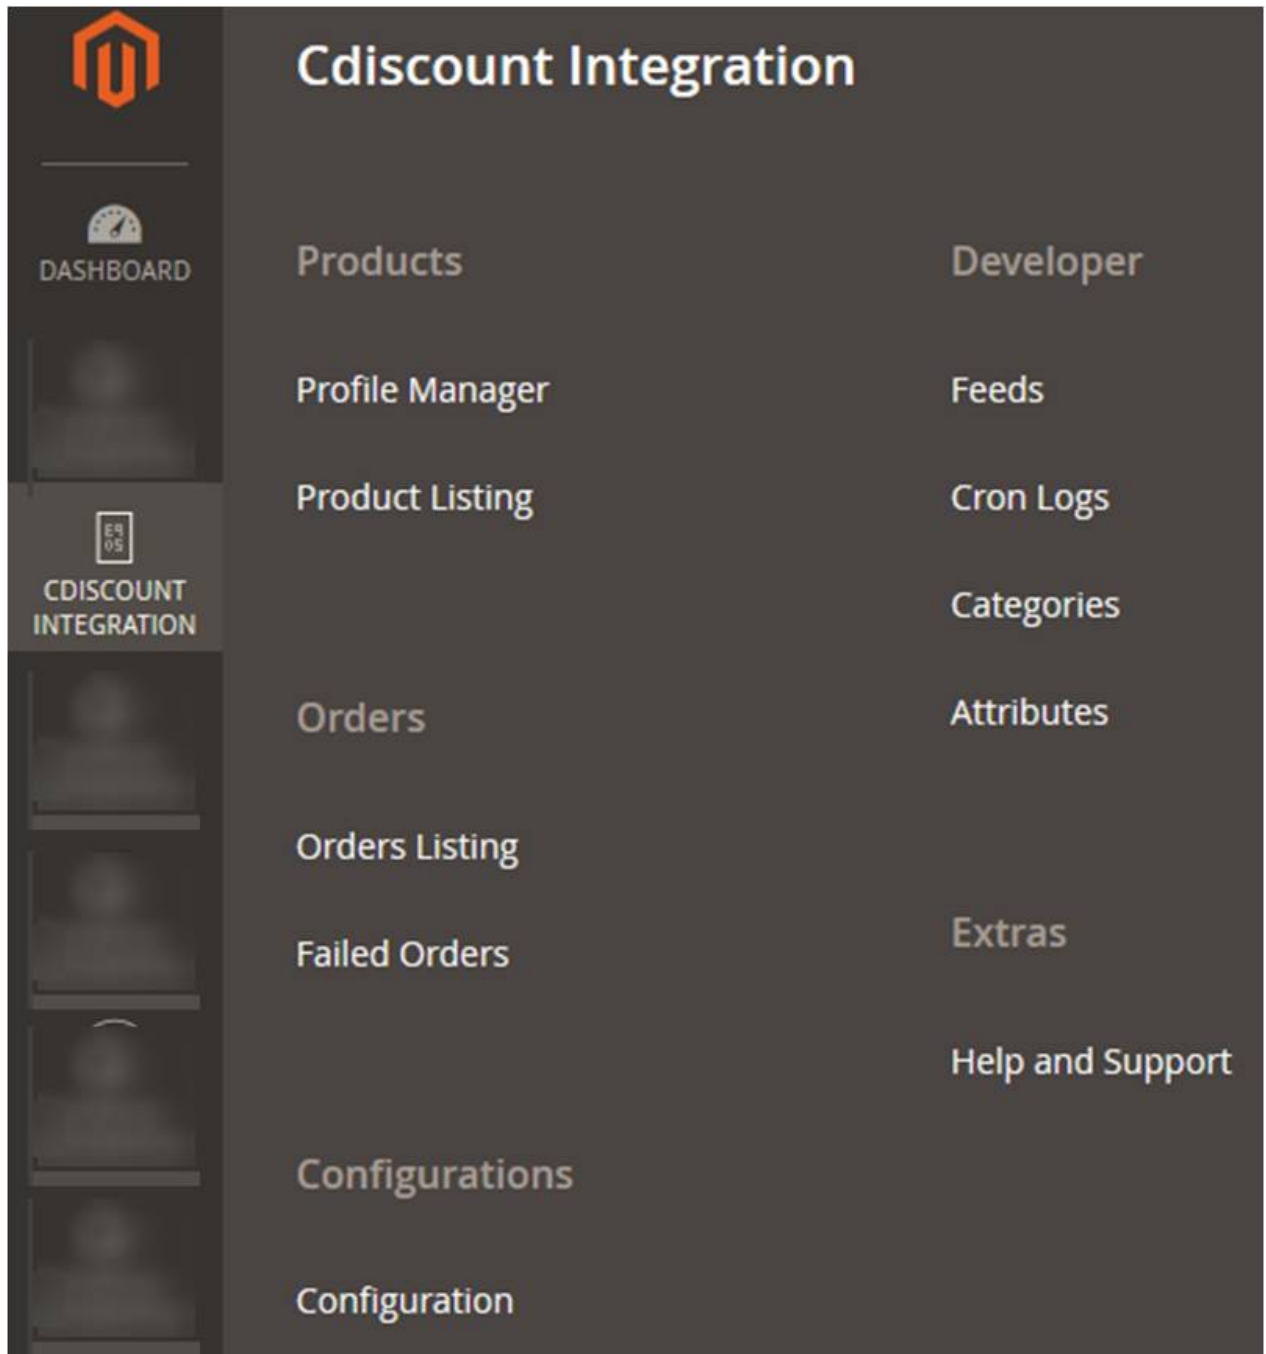 Cdiscount Integration
DASHBOARD
CDISCOUNT
INTEGRATION
Products
Profile Manager
Product Listing
Orders
Orders Listing
Failed Orders
Configurations
Configuration
Developer
Feeds
Cron Logs
Categories
Attributes
Extras
Help and Support